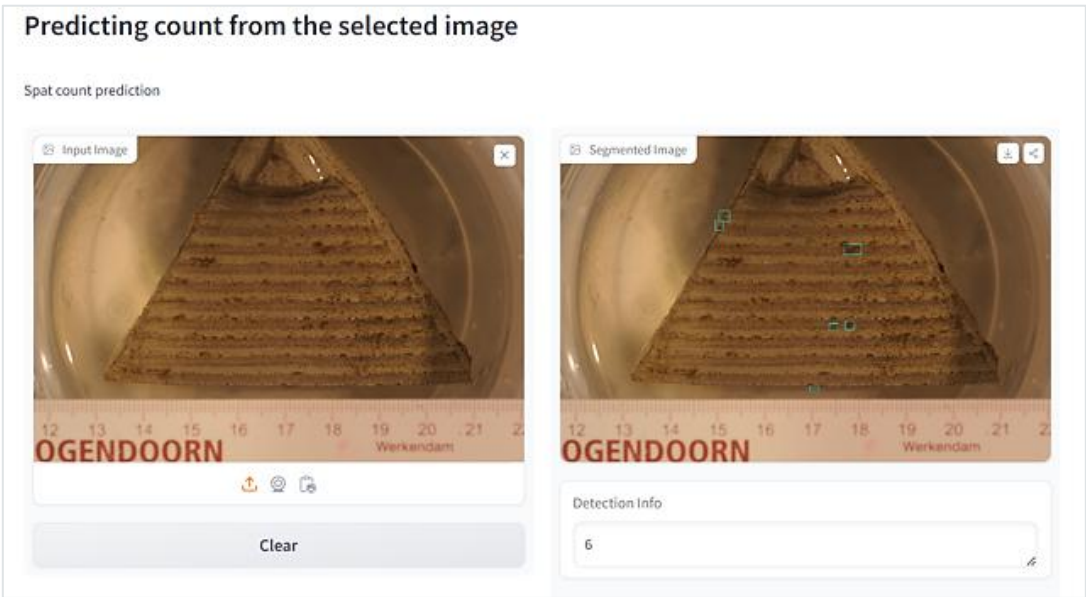 Predicting count from the selected image
Spat count prediction
Input Image
12 13 14 15 16 17 18 19 20 21
OGENDOORN
Werkendam
Clear
Segmented Image
12 13 14 15 16 17 18 19 20 21
OGENDOORN
Werkendam
Detection Info
6